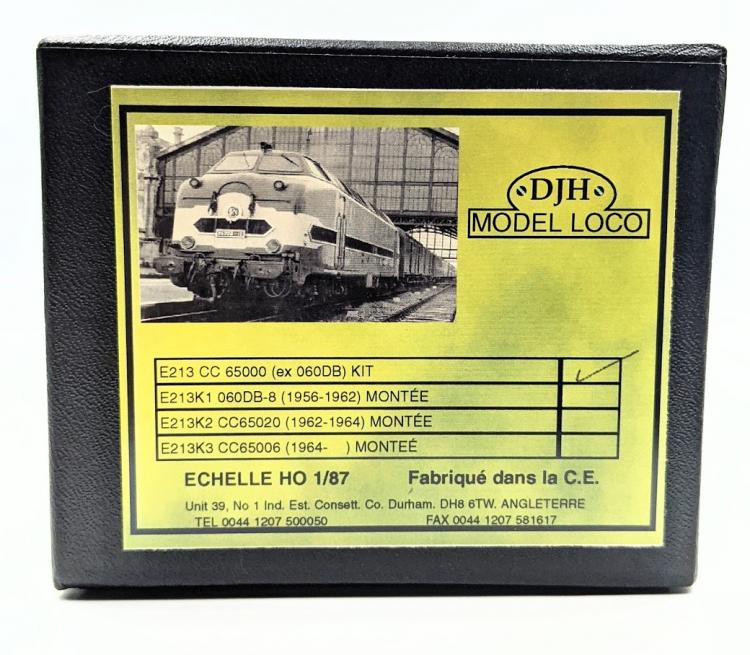 DJH
MODEL LOCO
E213 CC 65000 (ex 060DB) KIT
E213K1 060DB-8 (1956-1962) MONTÉE
E213K2 CC65020 (1962-1964) MONTÉE
E213K3 CC65006 (1964- ) MONTEÉ
ECHELLE HO 1/87 Fabriqué dans la C.E.
Unit 39, No 1 Ind. Est. Consett. Co. Durham. DH8 6TW. ANGLETERRE
TEL 0044 1207 500050 FAX 0044 1207 581617